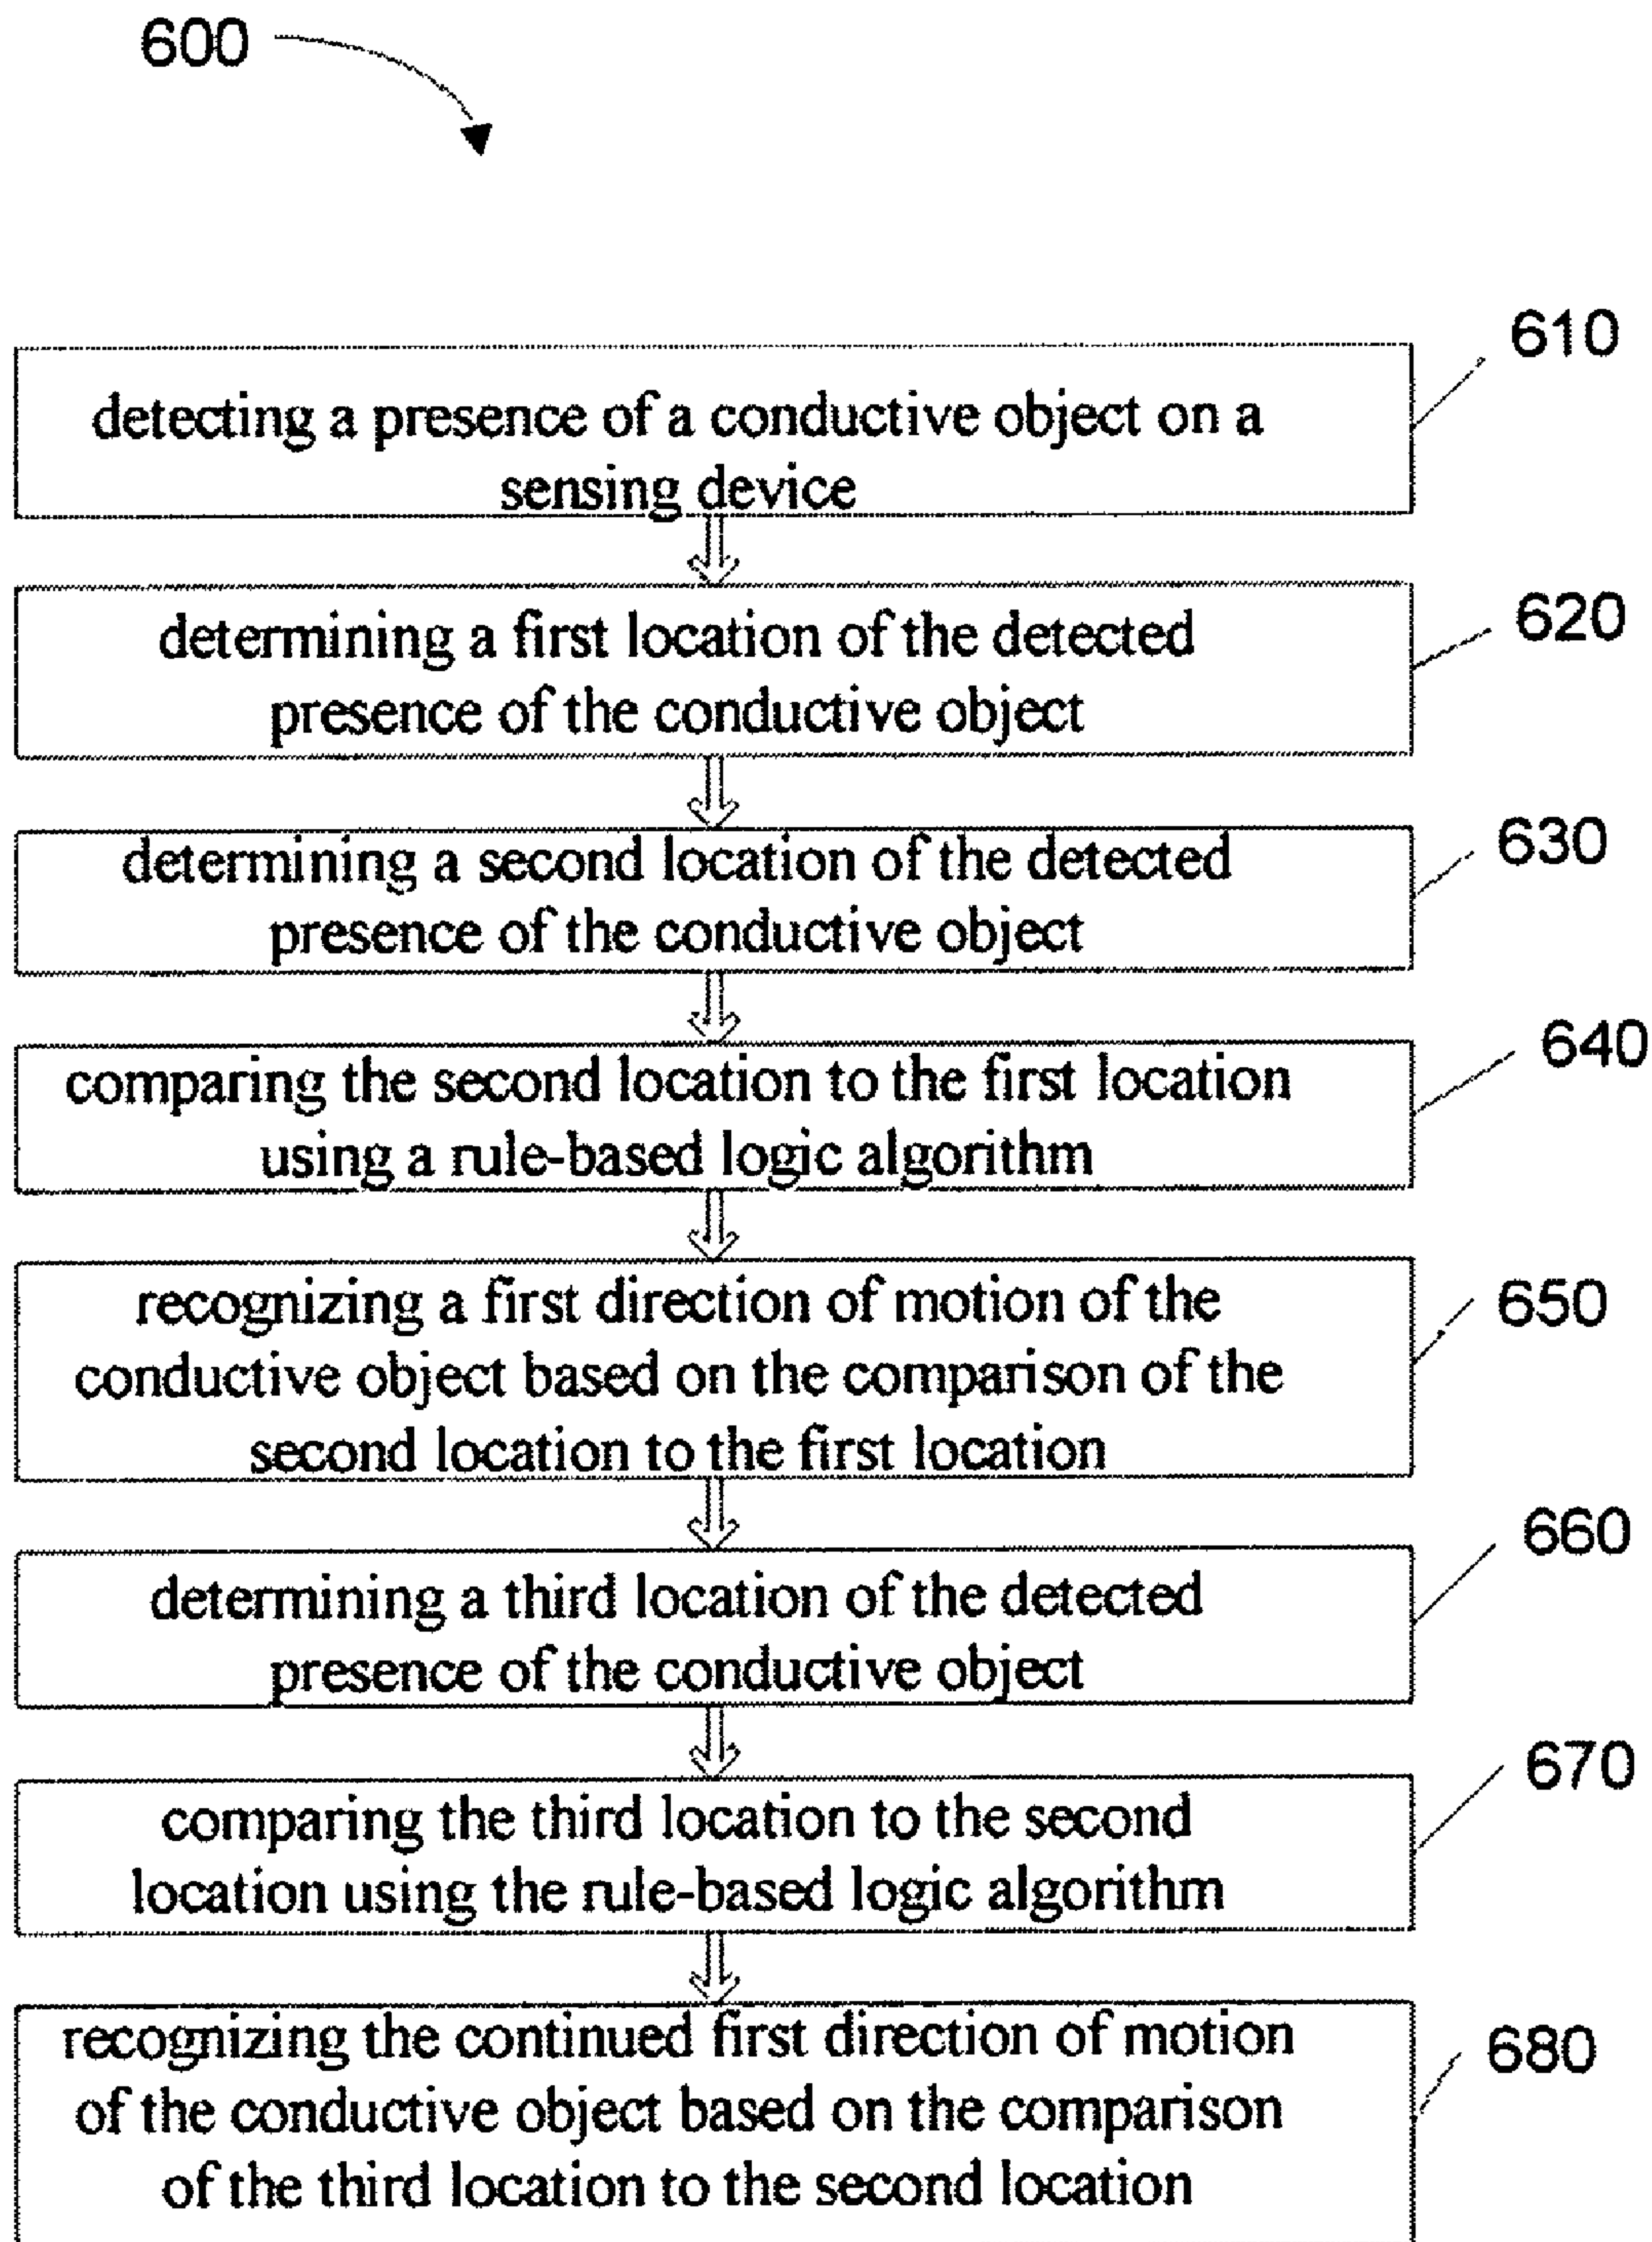 600
610
detecting a presence of a conductive object on a
sensing device
620
determining a first location of the detected
presence of the conductive object
630
determining a second location of the detected
presence of the conductive object
640
comparing the second location to the first location
using a rule-based logic algorithm
650
recognizing a first direction of motion of the
conductive object based on the comparison of the
second location to the first location
660
determining a third location of the detected
presence of the conductive object
670
comparing the third location to the second
location using the rule-based logic algorithm
680
recognizing the continued first direction of motion
of the conductive object based on the comparison
of the third location to the second location